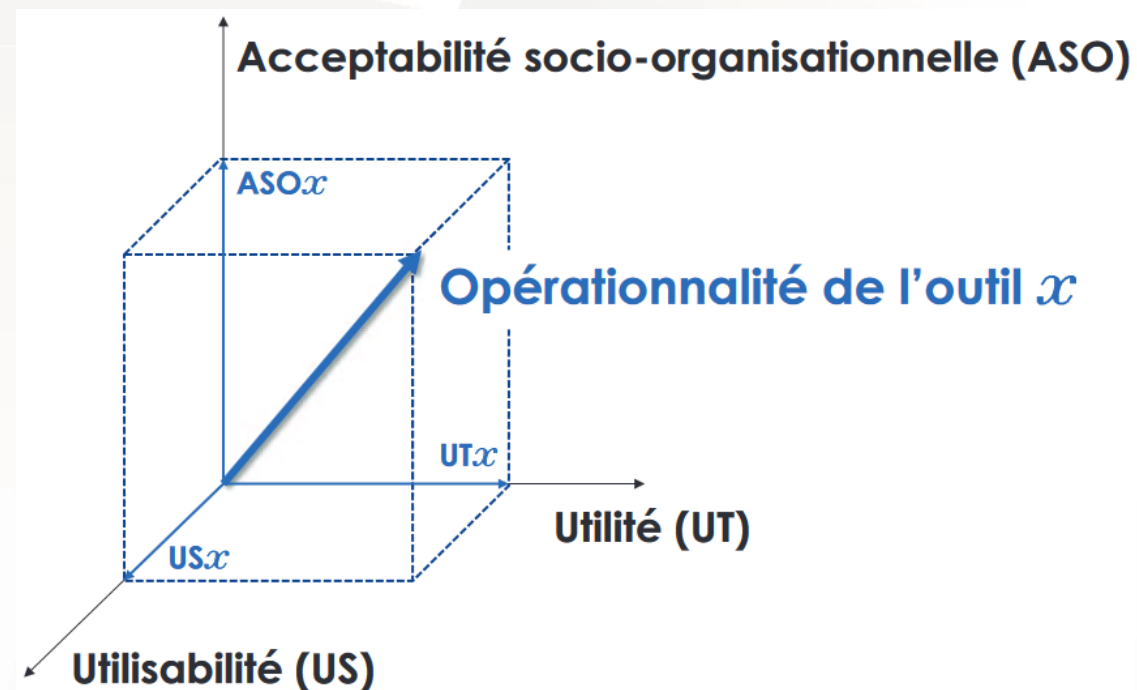 Acceptabilité socio-organisationnelle (ASO)
ASOx
Opérationnalité de l’outil x
UTx
Utilité (UT)
USx
Utilisabilité (US)